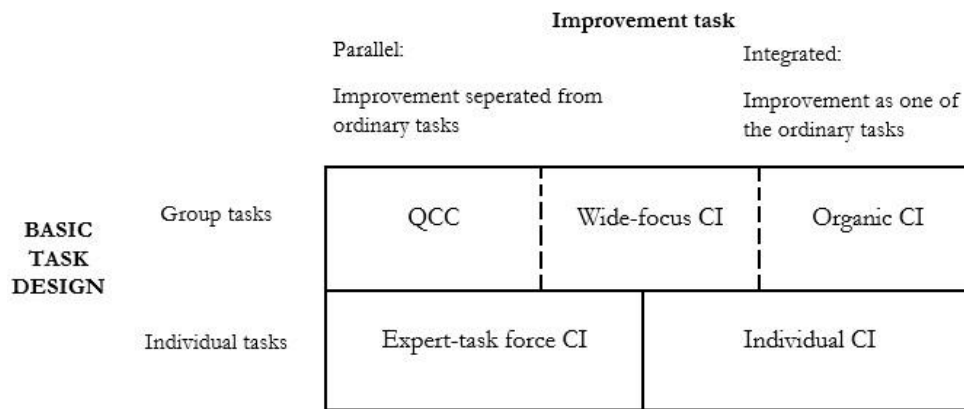 Improvement task
Parallel:
Integrated:
Improvement seperated from
ordinary tasks
Improvement as one of
the ordinary tasks
BASIC
TASK
DESIGN
Group tasks
QCC
Wide-focus CI
Organic CI
Individual tasks
Expert-task force CI
Individual CI